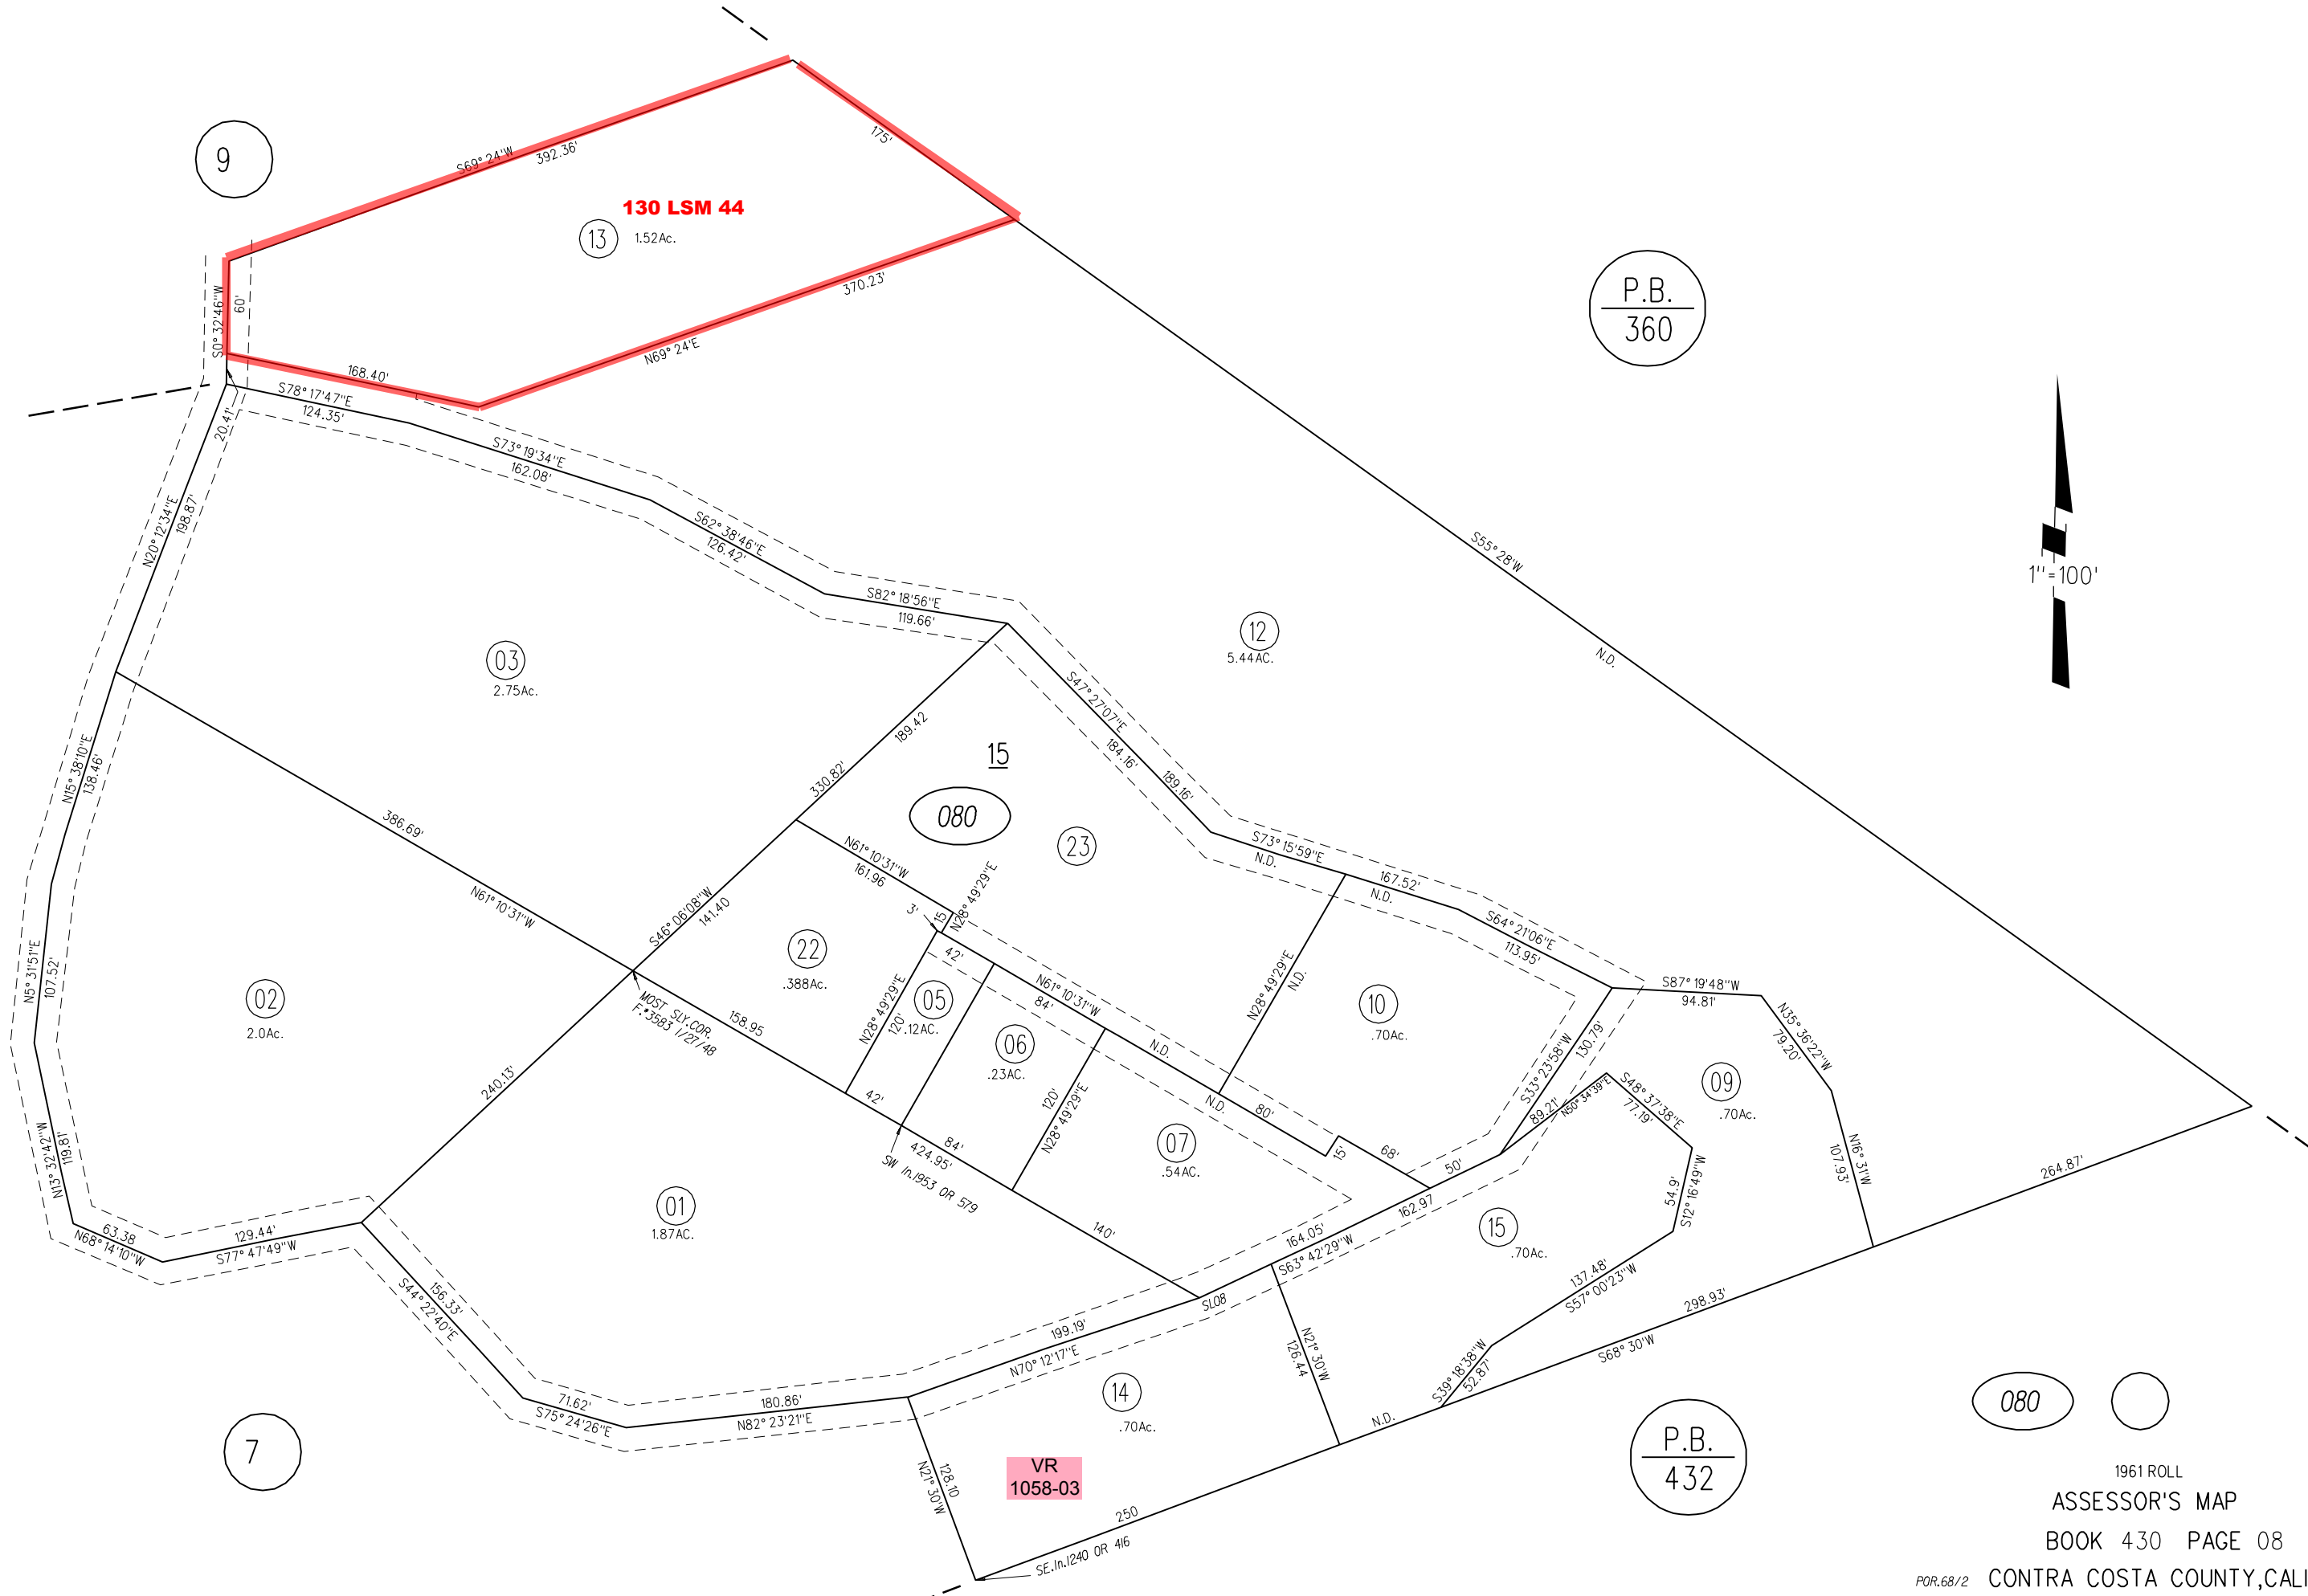 9
S69°24'W
392.36'
175'
130 LSM 44
13
1.52Ac.
S0°32'46"W
60'
370.23'
N69°24'E
168.40'
20.41'
P.B.
360
1"=100'
S78°17'47"E
124.35'
S73°19'34"E
162.08'
S62°38'46"E
126.42'
S82°18'56"E
119.66'
N20°12'34"E
198.87'
S55°28'W
N.D.
12
5.44AC.
03
2.75Ac.
189.42
330.82'
15
080
23
S47°27'07"E
184.16'
189.16'
N15°38'10"E
138.46'
386.69'
N61°10'31"W
S46°06'08"W
141.40
N61°10'31"W
161.96
3'
15
N28°49'29"E
S73°15'59"E
N.D.
167.52'
N.D.
S64°21'06"E
113.95'
22
.388Ac.
42'
05
.12AC.
N28°49'29"E
120'
N61°10'31"W
84'
06
.23AC.
N28°49'29"E
N.D.
10
.70Ac.
S87°19'48"W
94.81'
N35°36'22"W
79.20'
N5°31'51"E
107.52'
02
2.0Ac.
MOST SLY.COR.
F.*3583 1/27/48
158.95
N.D.
120'
N28°49'29"E
N.D.
80'
S33°23'58"W
130.79'
89.21'
N50°34'39"E
S48°37'38"E
77.19'
09
.70Ac.
240.13'
42'
84'
424.95'
SW In.1953 OR 579
07
.54AC.
15'
68'
50'
162.97
54.9'
S12°16'49"W
N16°31'W
107.93'
264.87'
N13°32'42"W
119.81'
63.38
N68°14'10"W
129.44'
S77°47'49"W
01
1.87AC.
140'
164.05'
S63°42'29"W
15
.70Ac.
137.48'
S57°00'23"W
156.33'
S44°22'40"E
SL08
199.19'
N70°12'17"E
N21°30'W
126.44
298.93'
S68°30'W
S39°18'38"W
52.87'
71.62'
S75°24'26"E
180.86'
N82°23'21"E
14
.70Ac.
N.D.
7
128.10
N21°30'W
VR
1058-03
250
SE.In.1240 OR 416
P.B.
432
080
1961 ROLL
ASSESSOR'S MAP
BOOK 430 PAGE 08
POR.68/2 CONTRA COSTA COUNTY,CALI